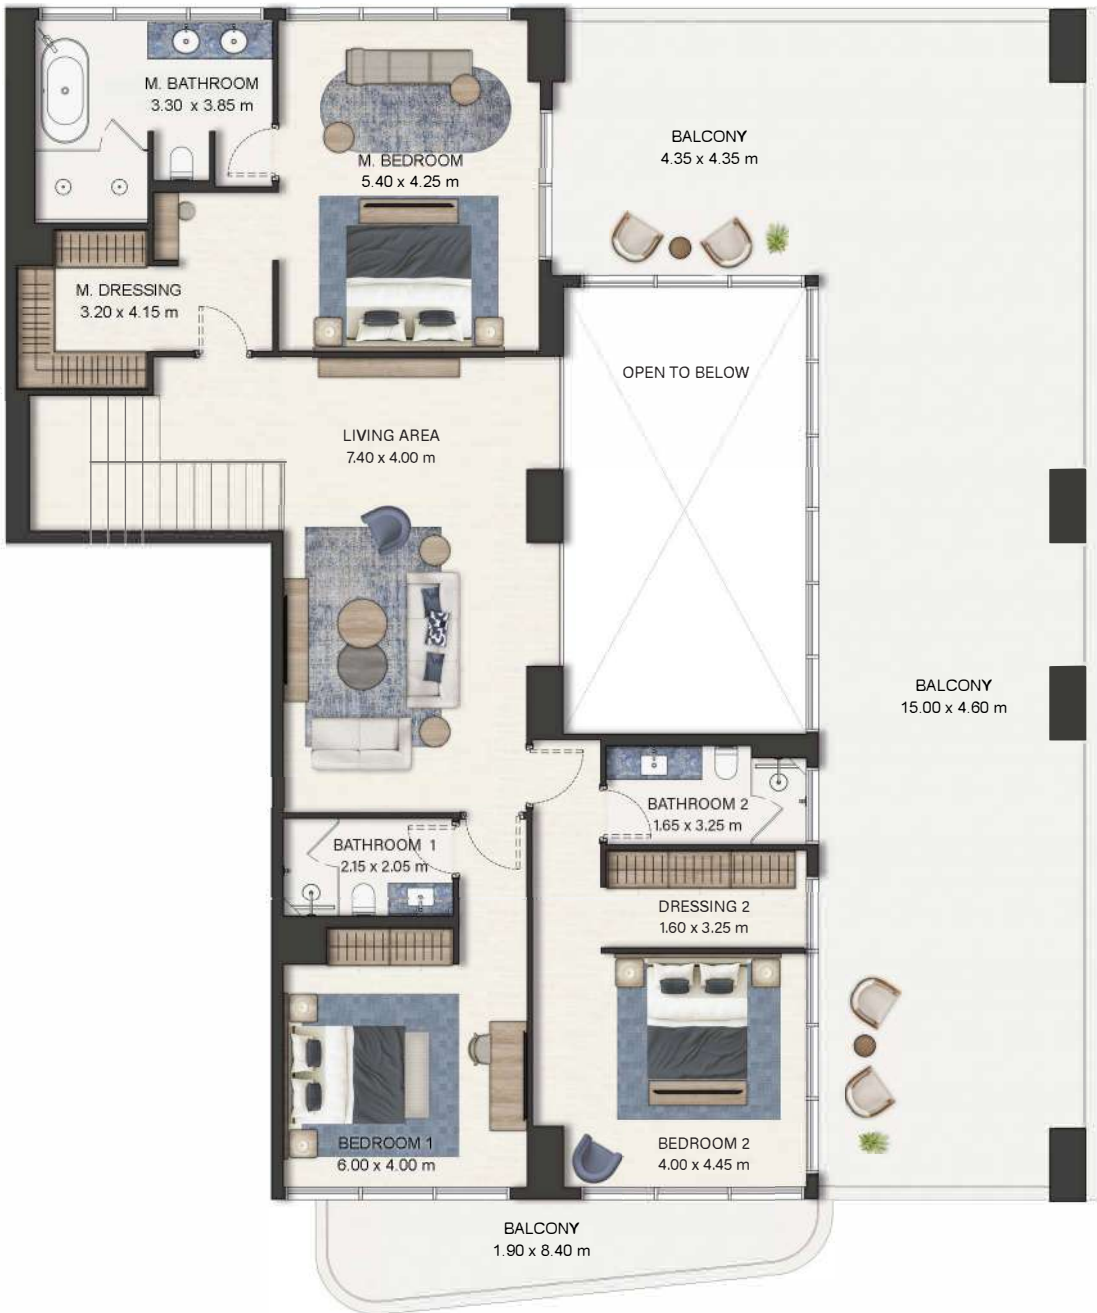 M. BATHROOM
3.30 x 3.85 m
BALCONY
4.35 x 4.35 m
M. BEDROOM
5.40 x 4.25 m
M. DRESSING
3.20 x 4.15 m
OPEN TO BELOW
LIVING AREA
7.40 x 4.00 m
BALCONY
15.00 x 4.60 m
BATHROOM 2
1.65 x 3.25 m
BATHROOM 1
2.15 x 2.05 m
DRESSING 2
1.60 x 3.25 m
BEDROOM 1
6.00 x 4.00 m
BEDROOM 2
4.00 x 4.45 m
BALCONY
1.90 x 8.40 m